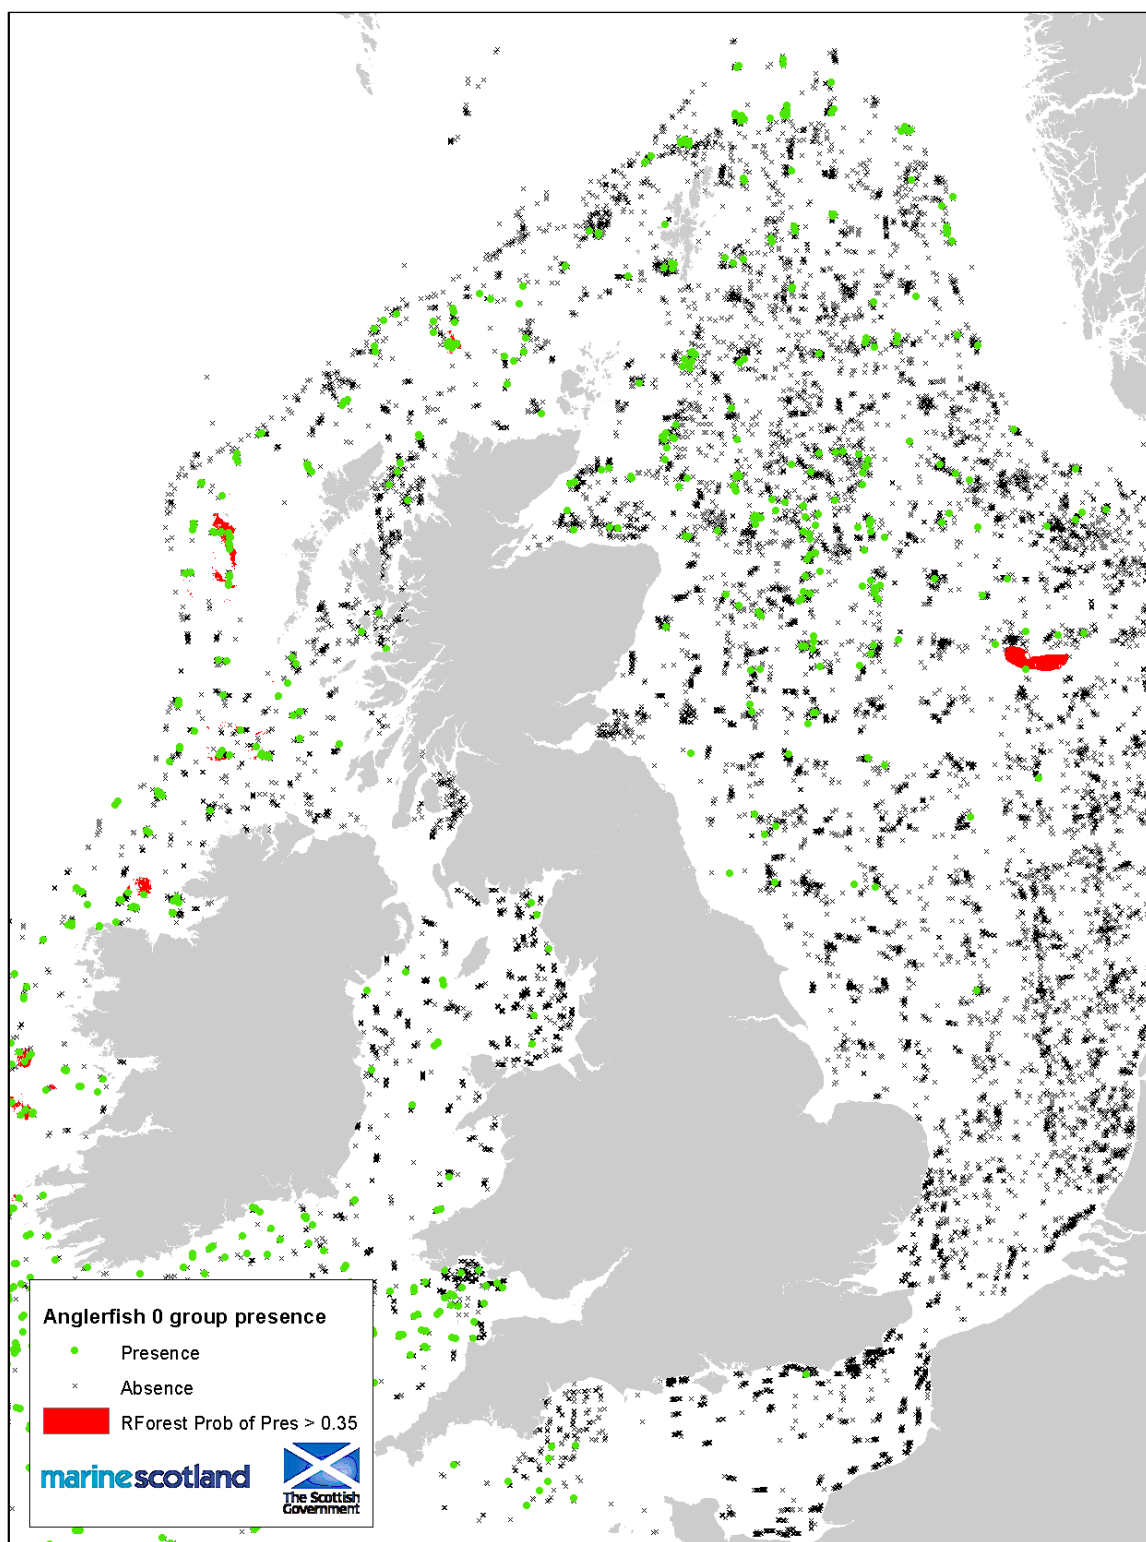 Anglerfish 0 group presence
Presence
Absence
RForest Prob of Pres > 0.35
marinescotland
The Scottish
Government